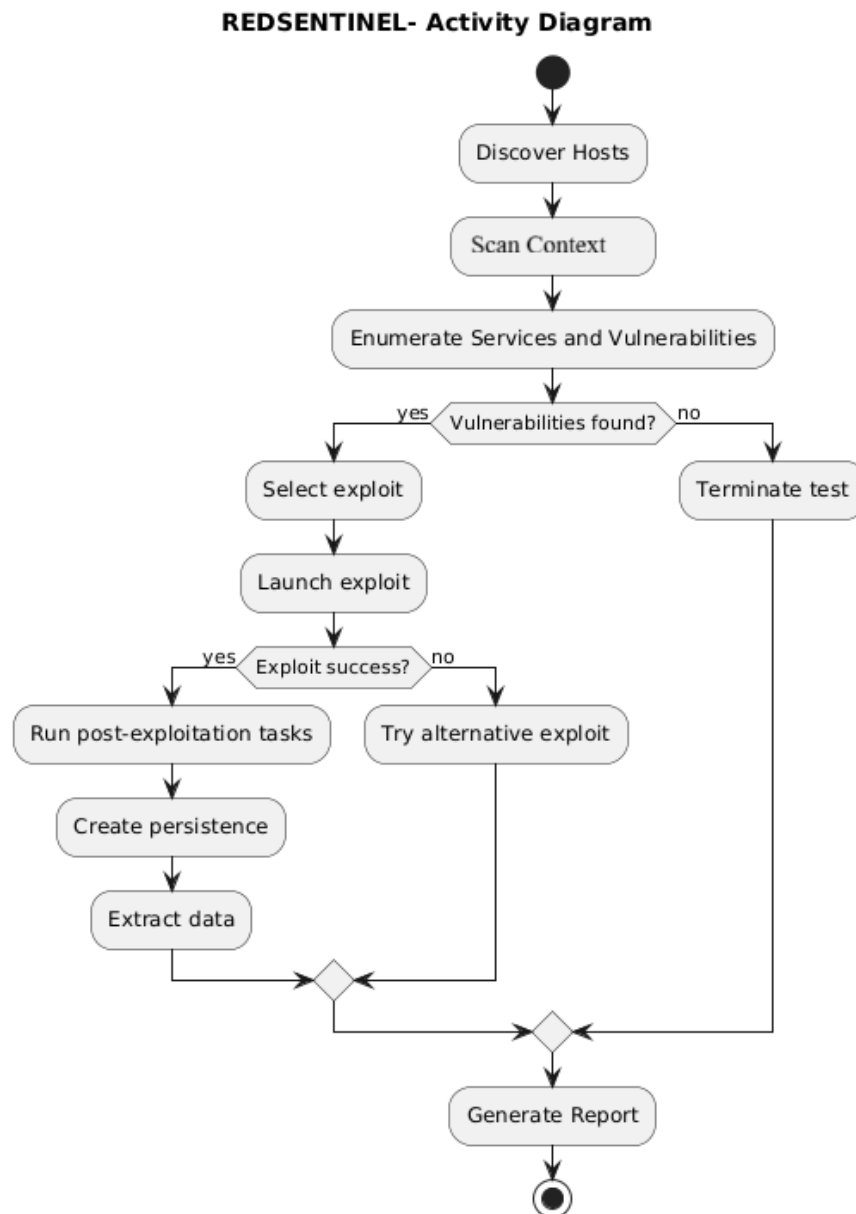 REDSENTINEL- Activity Diagram
Discover Hosts
Scan Context
Enumerate Services and Vulnerabilities
yes
Vulnerabilities found?
no
Select exploit
Terminate test
Launch exploit
yes
Exploit success?
no
Run post-exploitation tasks
Try alternative exploit
Create persistence
Extract data
Generate Report